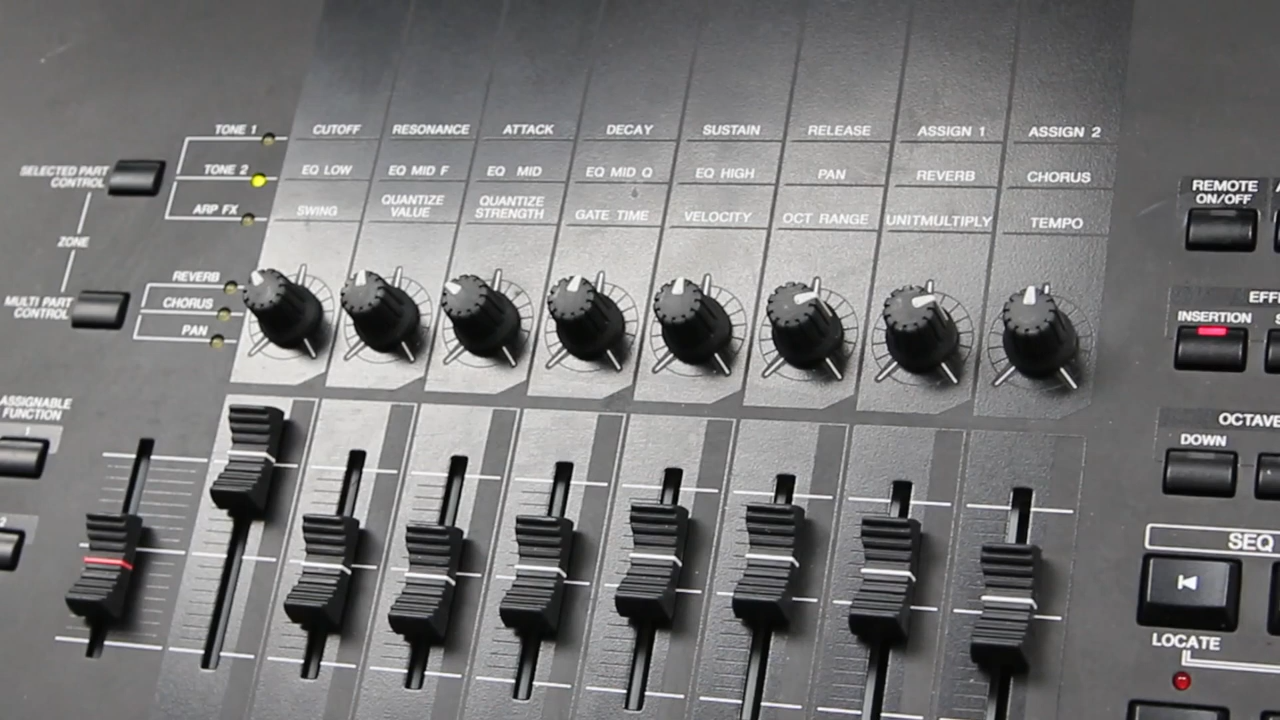 TONE 1
CUTOFF
RESONANCE
ATTACK
DECAY
SUSTAIN
RELEASE
ASSIGN 1
ASSIGN 2
SELECTED PART
CONTROL
TONE 2
EQ LOW
EQ MID F
EQ MID
EQ MID Q
EQ HIGH
PAN
REVERB
CHORUS
ARP FX
SWING
QUANTIZE
VALUE
QUANTIZE
STRENGTH
GATE TIME
VELOCITY
OCT RANGE
UNITMULTIPLY
TEMPO
ZONE
MULTI PART
CONTROL
REVERB
CHORUS
PAN
REMOTE
ON/OFF
EFF
INSERTION
ASSIGNABLE
FUNCTION
1
2
OCTAVE
DOWN
SEQ
LOCATE